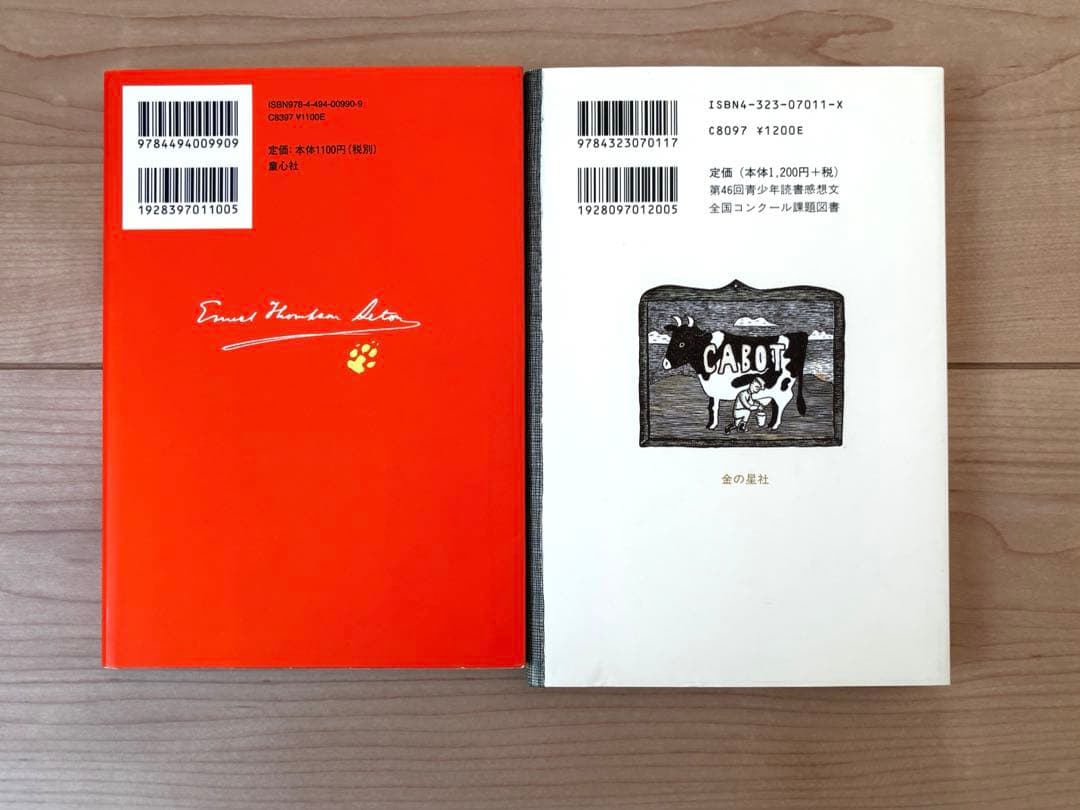 9784494009909
1928397011005
ISBN978-4-494-00990-9
C8397 ¥1100E
定価：本体1100円（税別）
童心社
Ernest Thompson Seton
9784323070117
1928097012005
ISBN4-323-07011-X
C8097 ¥1200E
定価（本体1,200円＋税）
第46回青少年読書感想文
全国コンクール課題図書
CABOT
金の星社